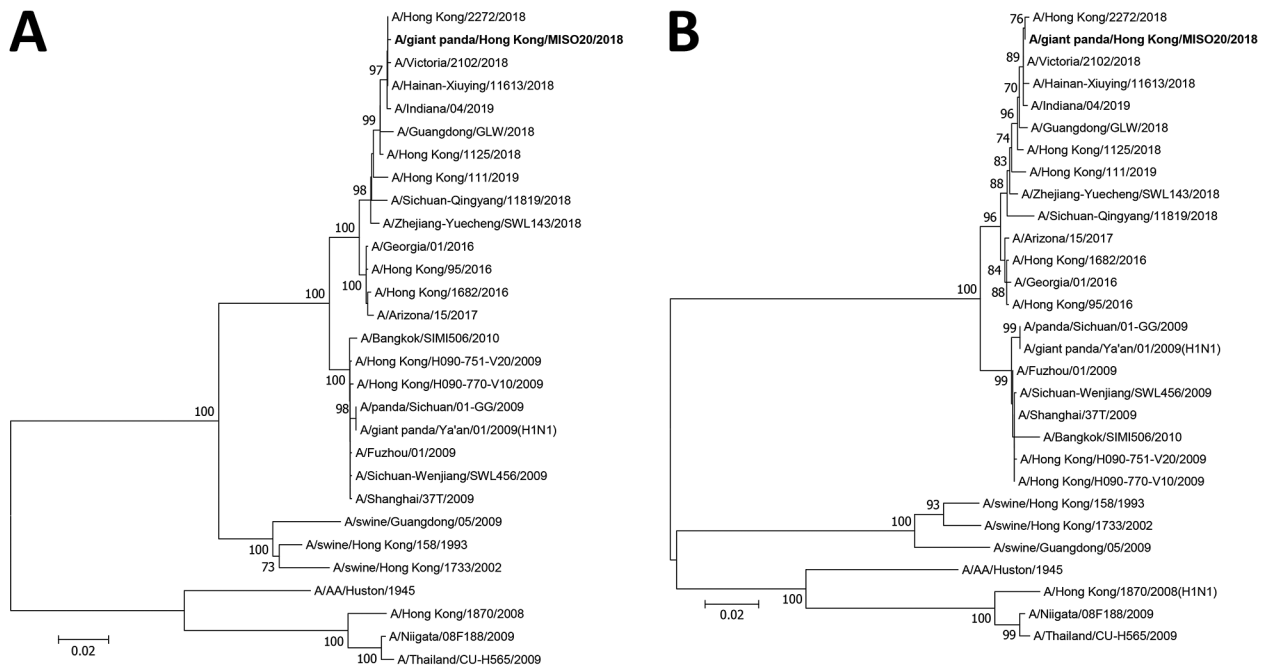 A
A/Hong Kong/2272/2018
A/giant panda/Hong Kong/MISO20/2018
A/Victoria/2102/2018
97
A/Hainan-Xiuying/11613/2018
A/Indiana/04/2019
99
A/Guangdong/GLW/2018
A/Hong Kong/1125/2018
A/Hong Kong/111/2019
98
A/Sichuan-Qingyang/11819/2018
A/Zhejiang-Yuecheng/SWL143/2018
100
A/Georgia/01/2016
A/Hong Kong/95/2016
100
A/Hong Kong/1682/2016
100
A/Arizona/15/2017
A/Bangkok/SIMI506/2010
A/Hong Kong/H090-751-V20/2009
100
A/Hong Kong/H090-770-V10/2009
98
A/panda/Sichuan/01-GG/2009
100
A/giant panda/Ya'an/01/2009(H1N1)
A/Fuzhou/01/2009
A/Sichuan-Wenjiang/SWL456/2009
A/Shanghai/37T/2009
A/swine/Guangdong/05/2009
100
A/swine/Hong Kong/158/1993
73
A/swine/Hong Kong/1733/2002
A/AA/Huston/1945
A/Hong Kong/1870/2008
100
A/Niigata/08F188/2009
100
A/Thailand/CU-H565/2009
0.02
B
76
A/Hong Kong/2272/2018
A/giant panda/Hong Kong/MISO20/2018
89
A/Victoria/2102/2018
70
A/Hainan-Xiuying/11613/2018
A/Indiana/04/2019
96
A/Guangdong/GLW/2018
74
A/Hong Kong/1125/2018
83
A/Hong Kong/111/2019
88
A/Zhejiang-Yuecheng/SWL143/2018
96
A/Sichuan-Qingyang/11819/2018
A/Arizona/15/2017
A/Hong Kong/1682/2016
84
A/Georgia/01/2016
88
100
A/Hong Kong/95/2016
99
A/panda/Sichuan/01-GG/2009
A/giant panda/Ya'an/01/2009(H1N1)
A/Fuzhou/01/2009
99
A/Sichuan-Wenjiang/SWL456/2009
A/Shanghai/37T/2009
A/Bangkok/SIMI506/2010
A/Hong Kong/H090-751-V20/2009
A/Hong Kong/H090-770-V10/2009
93
A/swine/Hong Kong/158/1993
100
A/swine/Hong Kong/1733/2002
A/swine/Guangdong/05/2009
A/AA/Huston/1945
100
A/Hong Kong/1870/2008(H1N1)
100
A/Niigata/08F188/2009
99
A/Thailand/CU-H565/2009
0.02